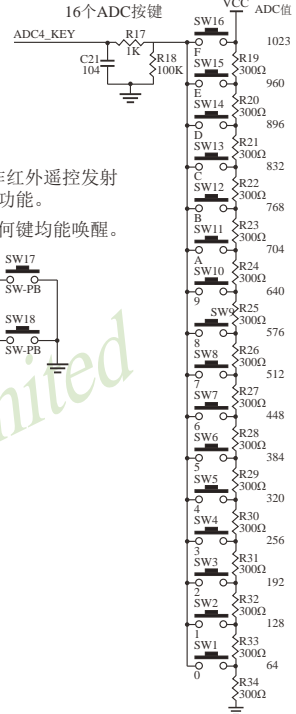 16个ADC按键
VCC
ADC值
ADC4_KEY
R17
1K
C21
104
R18
100K
SW16
F
1023
R19
300Ω
SW15
E
960
R20
300Ω
SW14
D
896
R21
300Ω
SW13
C
832
R22
300Ω
SW12
B
768
R23
300Ω
SW11
A
704
R24
300Ω
SW10
9
640
R25
300Ω
SW9
8
576
R26
300Ω
SW8
7
512
R27
300Ω
SW7
6
448
R28
300Ω
SW6
5
384
R29
300Ω
SW5
4
320
R30
300Ω
SW4
3
256
R31
300Ω
SW3
2
192
R32
300Ω
SW2
1
128
R33
300Ω
SW1
0
64
R34
300Ω
红外遥控发射
功能。
何键均能唤醒。
SW17
SW-PB
SW18
SW-PB
nited